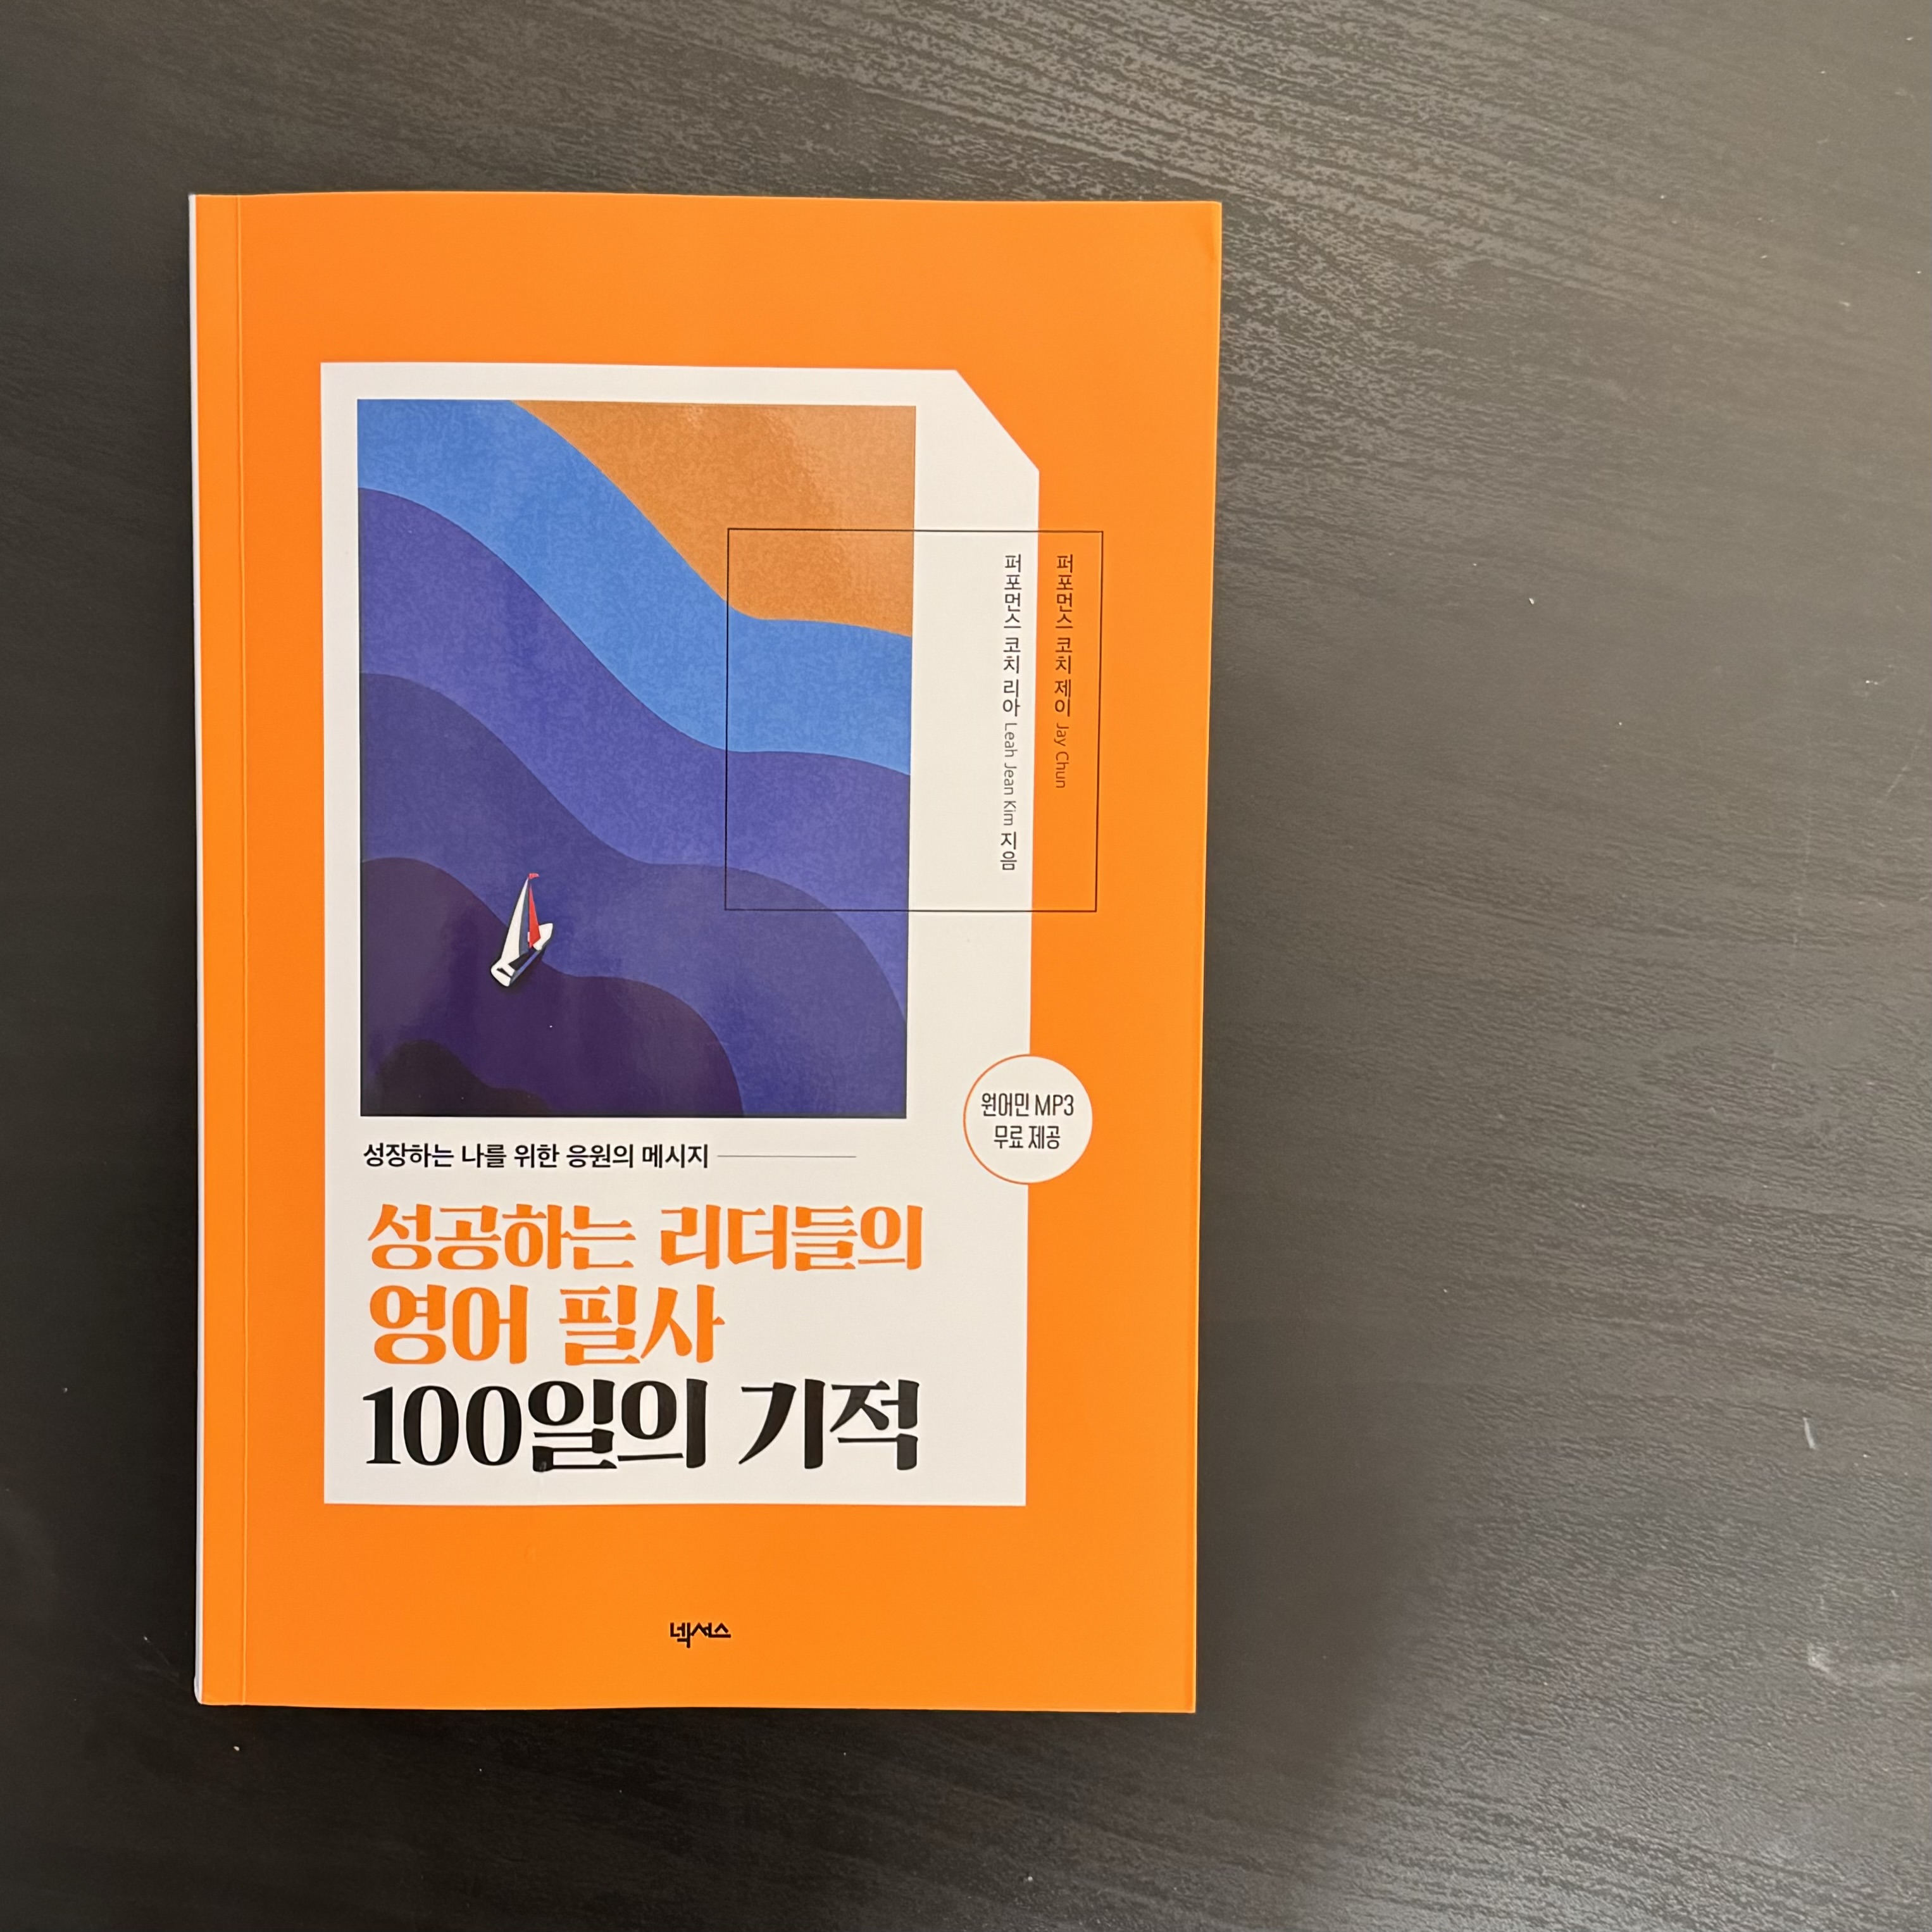 퍼포먼스 코치 제이 Jay Chun
퍼포먼스 코치 리아 Leah Jean Kim 지음
원어민 MP3
무료 제공
성장하는 나를 위한 응원의 메시지
성공하는 리더들의
영어 필사
100일의 기적
넥서스